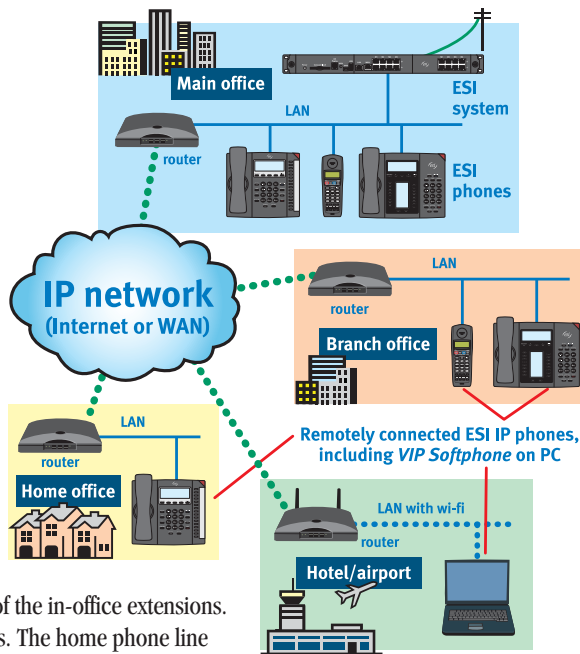 Main office
ESI
system
LAN
router
ESI
phones
IP network
(Internet or WAN)
LAN
router
Branch office
LAN
router
Home office
Remotely connected ESI IP phones,
including VIP Softphone on PC
LAN with wi-fi
router
Hotel/airport
of the in-office extensions.
s. The home phone line